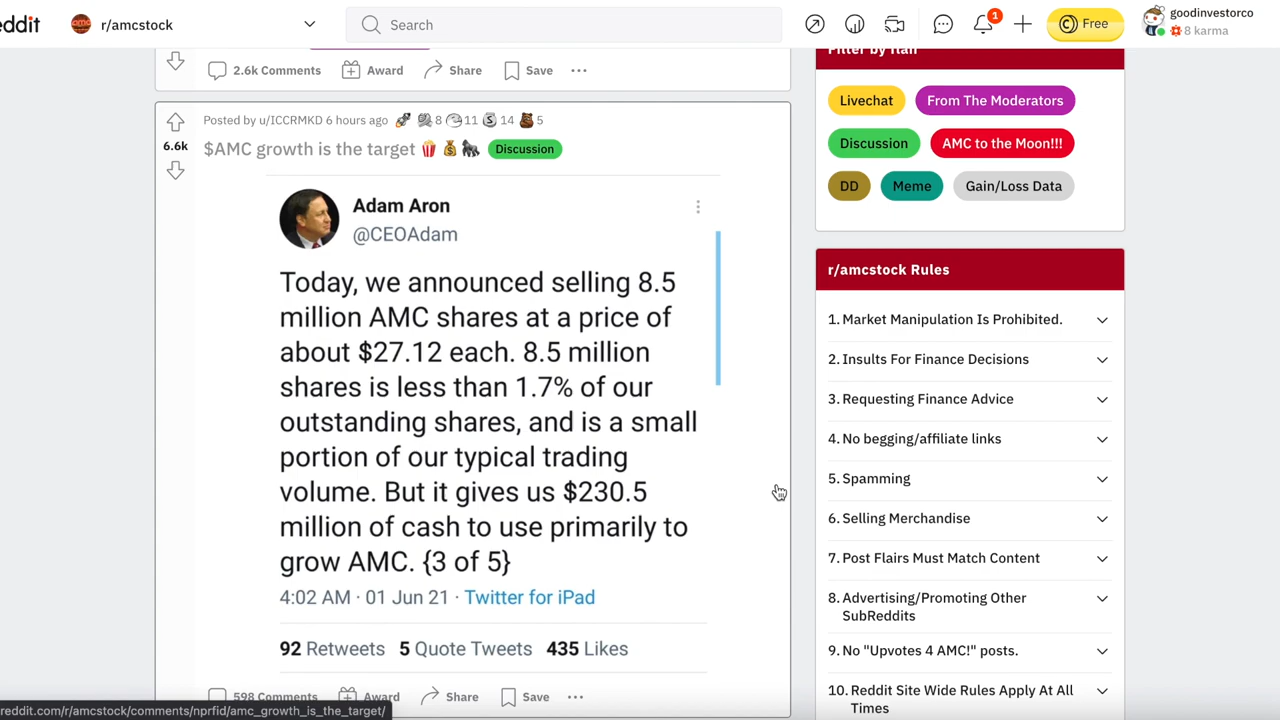 eddit
r/amcstock
Search
1
Free
goodinvestorco
8 karma
2.6k Comments
Award
Share
Save
6.6k
Posted by u/ICCRMKD 6 hours ago
8
11
14
5
$AMC growth is the target
Discussion
Adam Aron
@CEOAdam
Today, we announced selling 8.5
million AMC shares at a price of
about $27.12 each. 8.5 million
shares is less than 1.7% of our
outstanding shares, and is a small
portion of our typical trading
volume. But it gives us $230.5
million of cash to use primarily to
grow AMC. {3 of 5}
4:02 AM · 01 Jun 21 · Twitter for iPad
92 Retweets 5 Quote Tweets 435 Likes
598 Comments
Award
Share
Save
reddit.com/r/amcstock/comments/nprfid/amc_growth_is_the_target/
Filter by flair
Livechat
From The Moderators
Discussion
AMC to the Moon!!!
DD
Meme
Gain/Loss Data
r/amcstock Rules
1. Market Manipulation Is Prohibited.
2. Insults For Finance Decisions
3. Requesting Finance Advice
4. No begging/affiliate links
5. Spamming
6. Selling Merchandise
7. Post Flairs Must Match Content
8. Advertising/Promoting Other
SubReddits
9. No "Upvotes 4 AMC!" posts.
10. Reddit Site Wide Rules Apply At All
Times